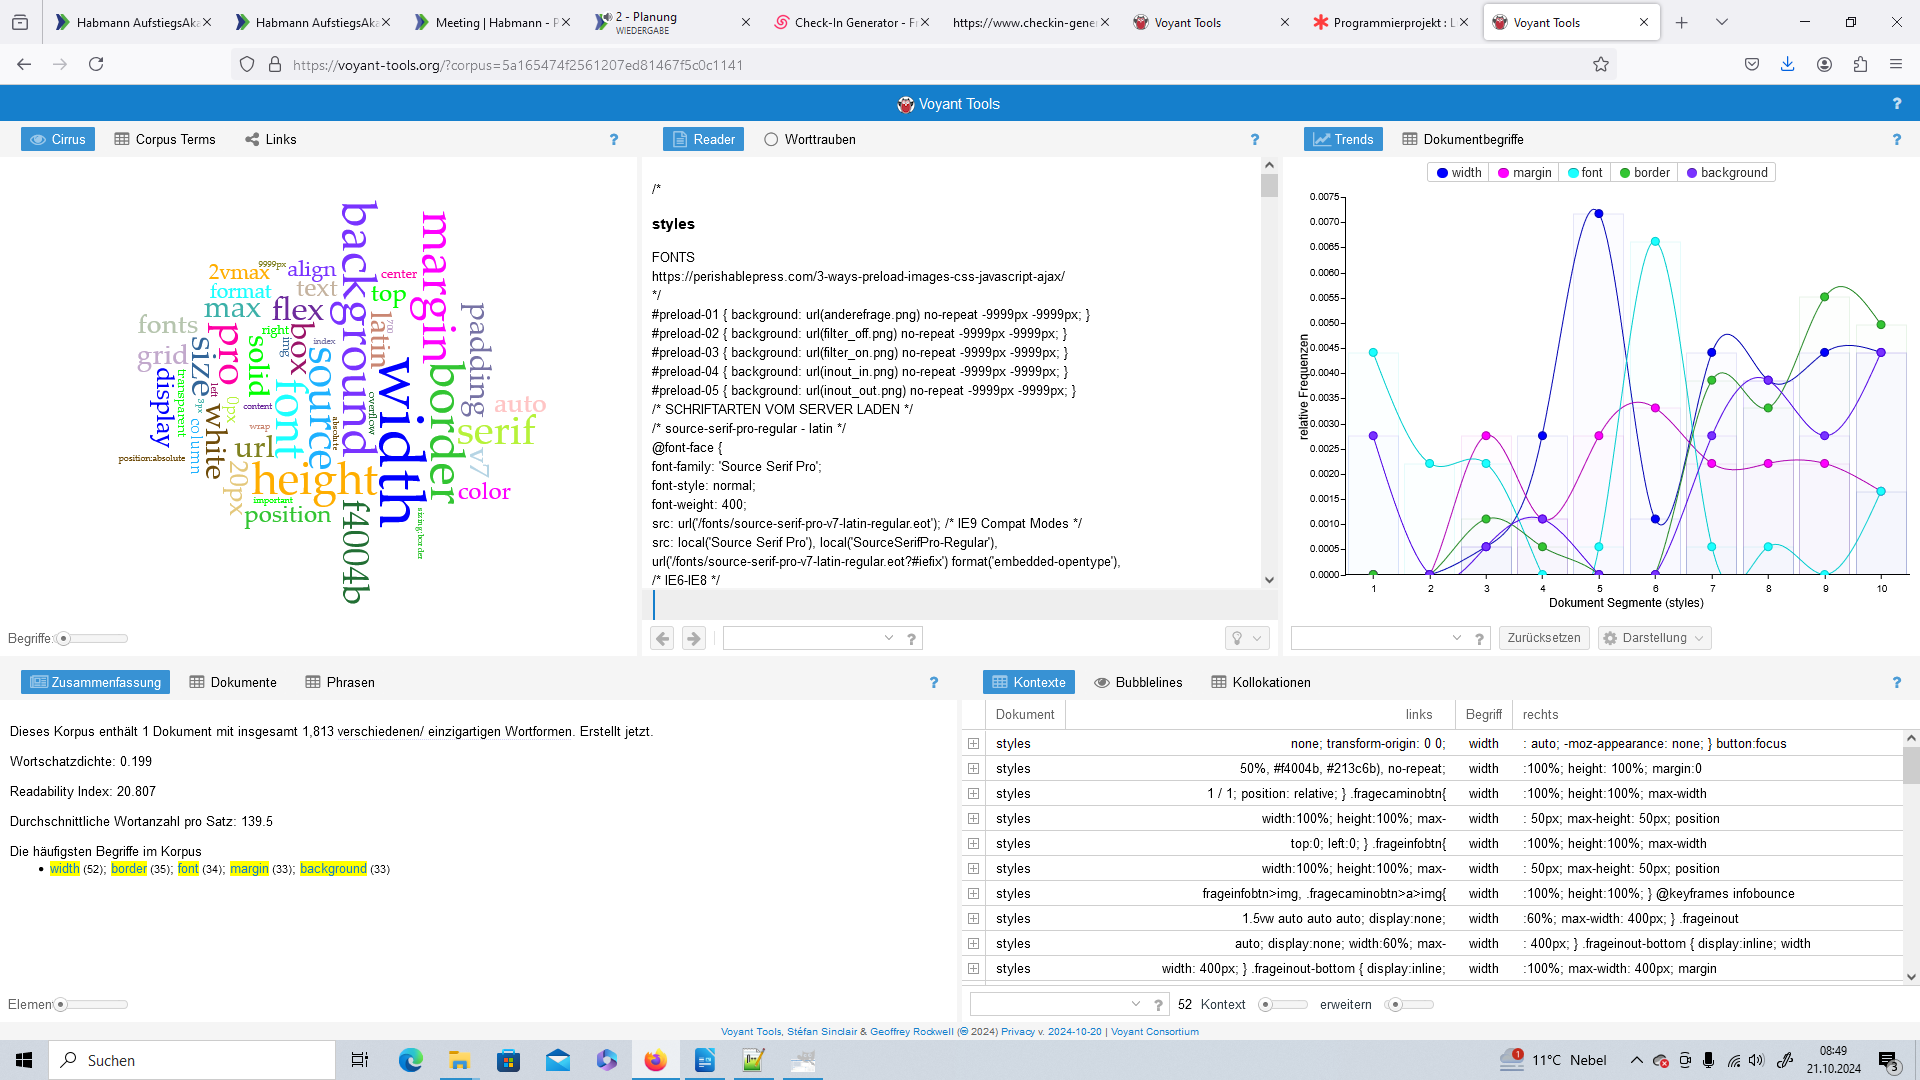 Habmann AufstiegsAka
Habmann AufstiegsAka
Meeting | Habmann - P
2 - Planung
WIEDERGABE
Check-In Generator - Fr
https://www.checkin-gener
Voyant Tools
Programmierprojekt : L
Voyant Tools
https://voyant-tools.org/?corpus=5a165474f2561207ed81467f5c0c1141
Voyant Tools
?
Cirrus Corpus Terms Links ?
background
margin
width
border
height
font
source
padding
serif
pro
f4004b
position
flex
size
box
max
url
white
solid
color
auto
grid
fonts
display
top
text
latin
align
2vmax
format
center
9999px
right
img
700
index
left
0px
3px
content
column
transparent
wrap
absolute
overflow
v7
20px
important
position:absolute
sizing:border
Begriffe:
Reader Worttrauben ?
/*
styles
FONTS
https://perishablepress.com/3-ways-preload-images-css-javascript-ajax/
*/
#preload-01 { background: url(anderefrage.png) no-repeat -9999px -9999px; }
#preload-02 { background: url(filter_off.png) no-repeat -9999px -9999px; }
#preload-03 { background: url(filter_on.png) no-repeat -9999px -9999px; }
#preload-04 { background: url(inout_in.png) no-repeat -9999px -9999px; }
#preload-05 { background: url(inout_out.png) no-repeat -9999px -9999px; }
/* SCHRIFTARTEN VOM SERVER LADEN */
/* source-serif-pro-regular - latin */
@font-face {
font-family: 'Source Serif Pro';
font-style: normal;
font-weight: 400;
src: url('/fonts/source-serif-pro-v7-latin-regular.eot'); /* IE9 Compat Modes */
src: local('Source Serif Pro'), local('SourceSerifPro-Regular'),
url('/fonts/source-serif-pro-v7-latin-regular.eot?#iefix') format('embedded-opentype'),
/* IE6-IE8 */
?
Trends Dokumentbegriffe ?
width margin font border background
0.0075
0.0070
0.0065
0.0060
0.0055
0.0050
0.0045
0.0040
0.0035
0.0030
0.0025
0.0020
0.0015
0.0010
0.0005
0.0000
relative Frequenzen
1 2 3 4 5 6 7 8 9 10
Dokument Segmente (styles)
? Zurücksetzen Darstellung
Zusammenfassung Dokumente Phrasen ?
Dieses Korpus enthält 1 Dokument mit insgesamt 1,813 verschiedenen/ einzigartigen Wortformen. Erstellt jetzt.
Wortschatzdichte: 0.199
Readability Index: 20.807
Durchschnittliche Wortanzahl pro Satz: 139.5
Die häufigsten Begriffe im Korpus
• width (52); border (35); font (34); margin (33); background (33)
Elemen
Kontexte Bubblelines Kollokationen ?
Dokument links Begriff rechts
styles none; transform-origin: 0 0; width : auto; -moz-appearance: none; } button:focus
styles 50%, #f4004b, #213c6b), no-repeat; width :100%; height: 100%; margin:0
styles 1 / 1; position: relative; } .fragecaminobtn{ width :100%; height:100%; max-width
styles width:100%; height:100%; max- width : 50px; max-height: 50px; position
styles top:0; left:0; } .frageinfobtn{ width :100%; height:100%; max-width
styles width:100%; height:100%; max- width : 50px; max-height: 50px; position
styles frageinfobtn>img, .fragecaminobtn>a>img{ width :100%; height:100%; } @keyframes infobounce
styles 1.5vw auto auto auto; display:none; width :60%; max-width: 400px; } .frageinout
styles auto; display:none; width:60%; max- width : 400px; } .frageinout-bottom { display:inline; width
styles width: 400px; } .frageinout-bottom { display:inline; width :100%; max-width: 400px; margin
? 52 Kontext erweitern
Voyant Tools, Stéfan Sinclair & Geoffrey Rockwell (© 2024) Privacy v. 2024-10-20 | Voyant Consortium
Suchen
1
11°C Nebel
08:49
21.10.2024
3